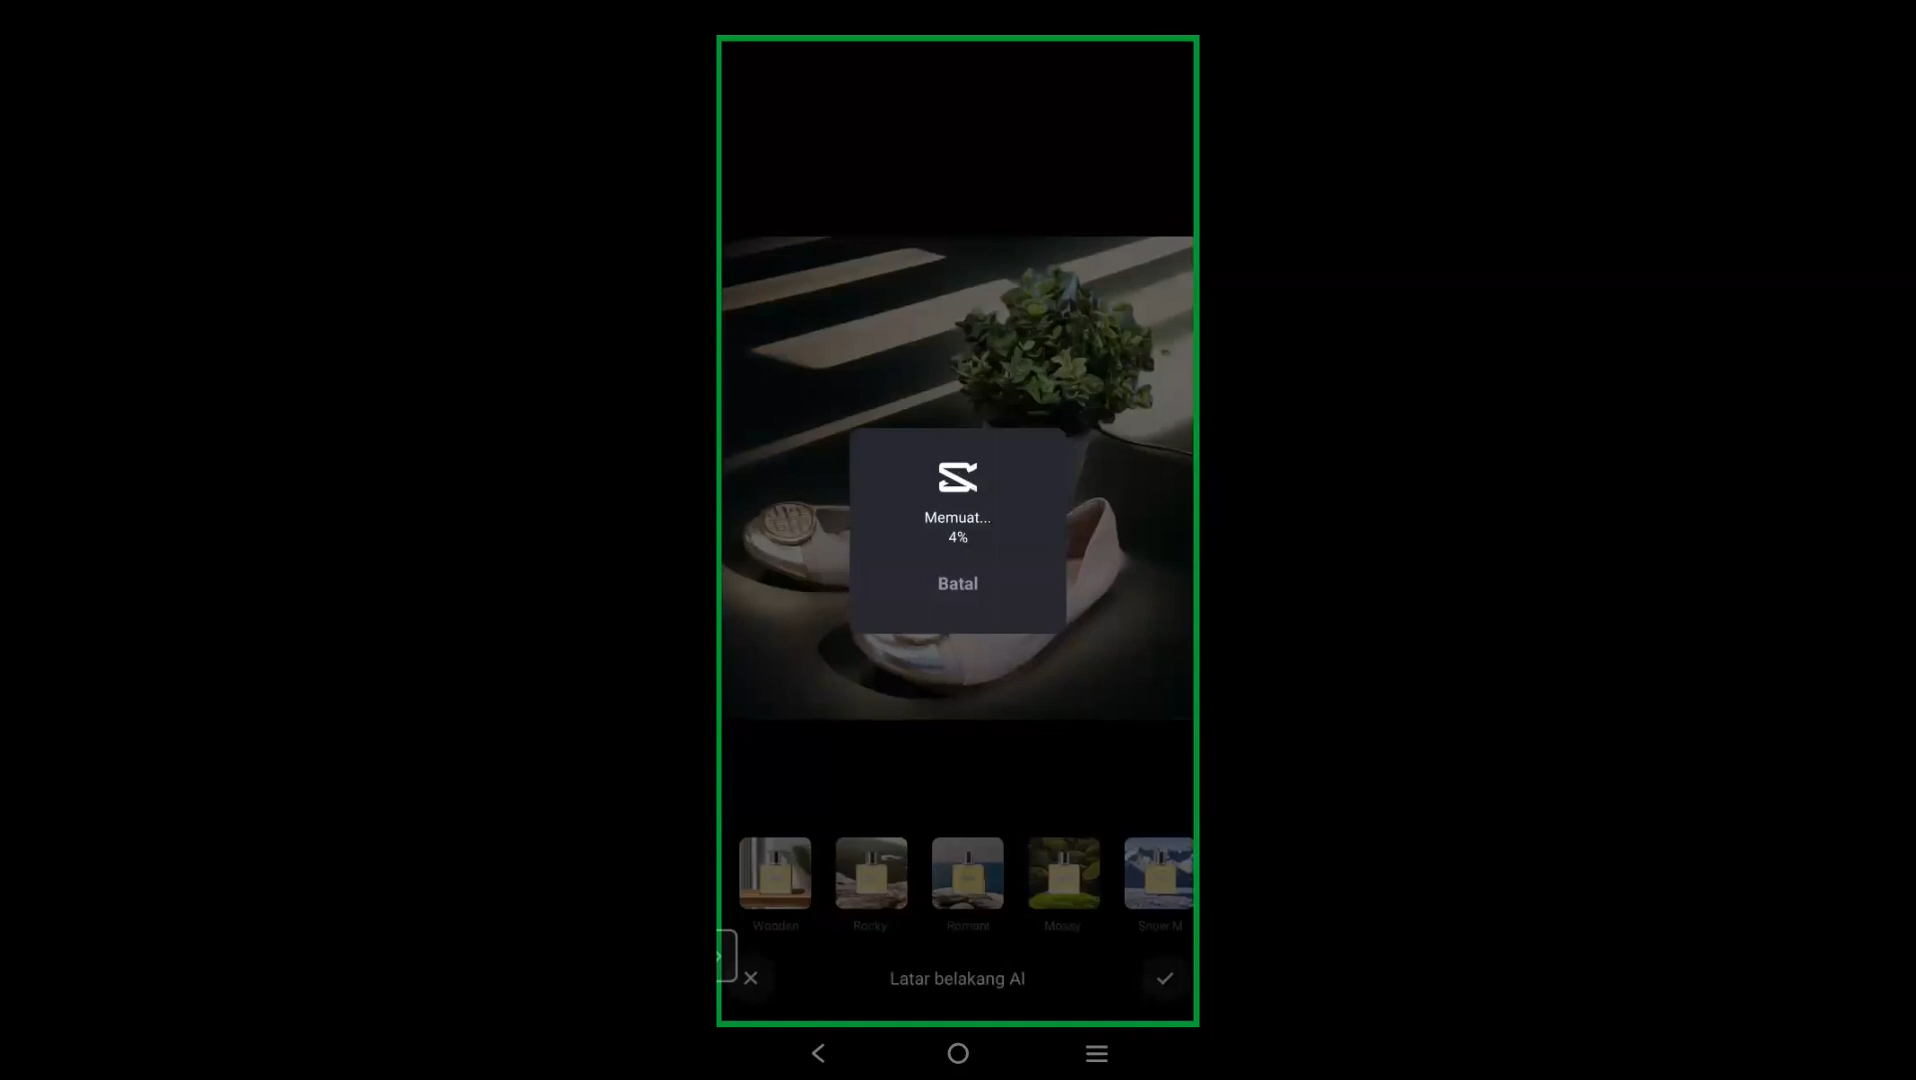 Memuat...
4%
Batal
Wooden
Rocky
Romant
Mossy
Snow M
Latar belakang AI